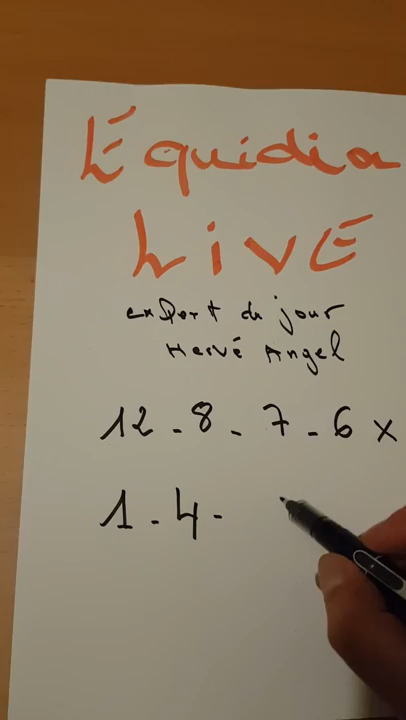 Équidia
LiVE
expert du jour
Hervé Angel
12 - 8 - 7 - 6 x
1 - 4 -